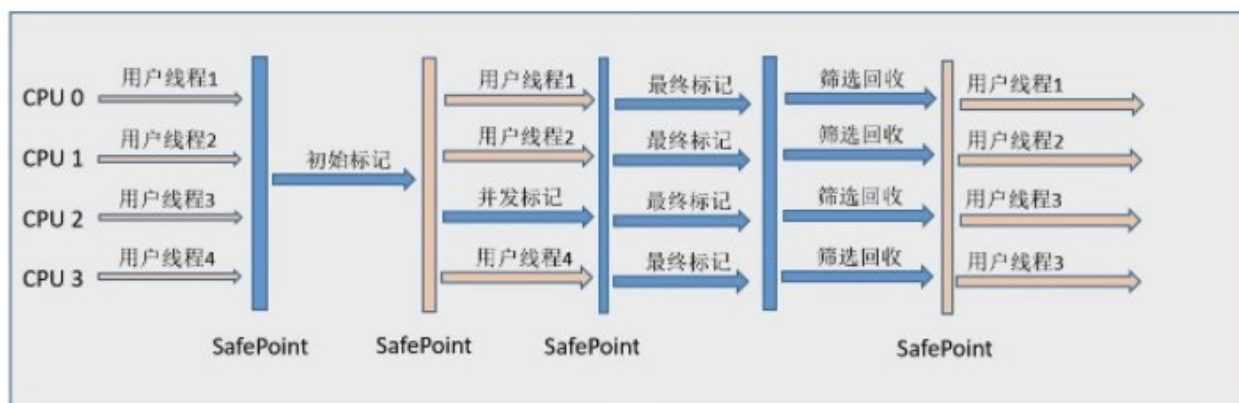 CPU 0 用户线程1 用户线程1 最终标记 筛选回收 用户线程1
CPU 1 用户线程2 初始标记 用户线程2 最终标记 筛选回收 用户线程2
CPU 2 用户线程3 并发标记 最终标记 筛选回收 用户线程3
CPU 3 用户线程4 用户线程4 最终标记 筛选回收 用户线程3
SafePoint SafePoint SafePoint SafePoint